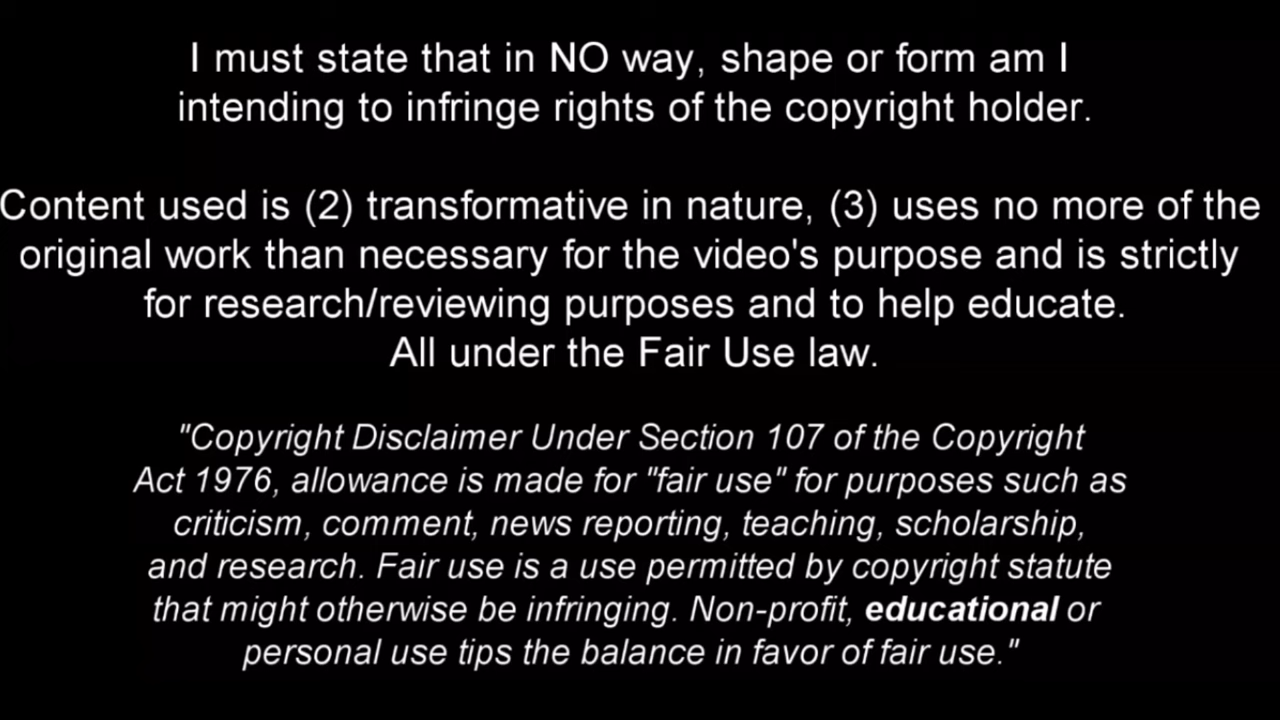 I must state that in NO way, shape or form am I
intending to infringe rights of the copyright holder.
Content used is (2) transformative in nature, (3) uses no more of the
original work than necessary for the video's purpose and is strictly
for research/reviewing purposes and to help educate.
All under the Fair Use law.
"Copyright Disclaimer Under Section 107 of the Copyright
Act 1976, allowance is made for "fair use" for purposes such as
criticism, comment, news reporting, teaching, scholarship,
and research. Fair use is a use permitted by copyright statute
that might otherwise be infringing. Non-profit, educational or
personal use tips the balance in favor of fair use."